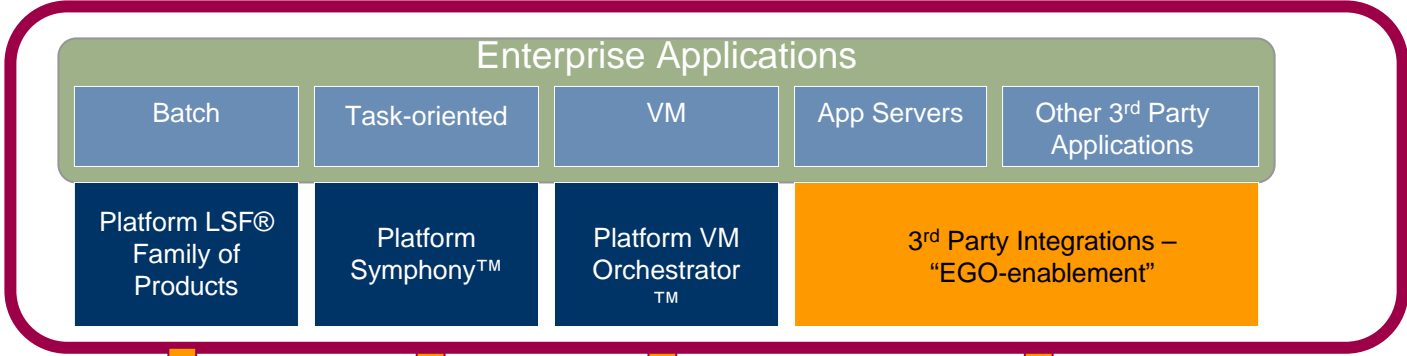 Enterprise Applications
Batch
Task-oriented
VM
App Servers
Other 3rd Party
Applications
Platform LSF®
Family of
Products
Platform
Symphony™
Platform VM
Orchestrator
™
3rd Party Integrations –
“EGO-enablement”